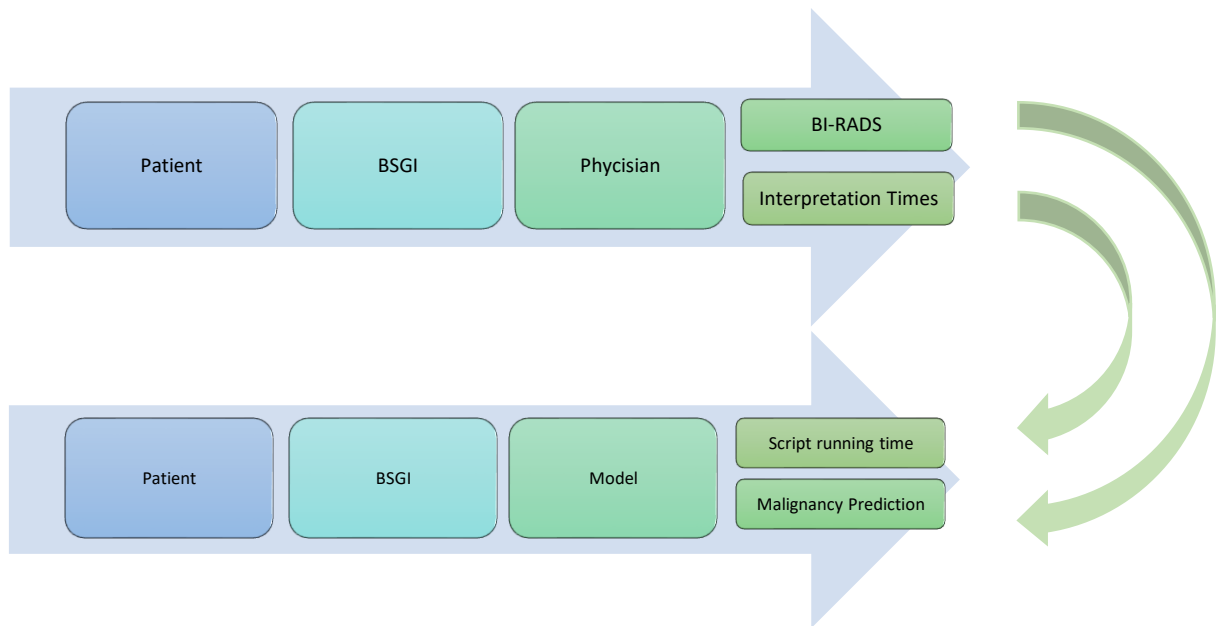 Patient
BSGI
Phycisian
BI-RADS
Interpretation Times
Patient
BSGI
Model
Script running time
Malignancy Prediction